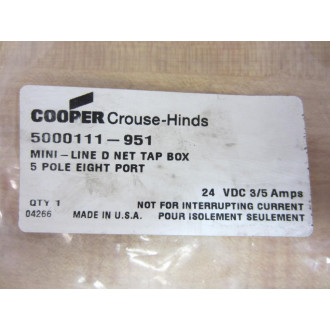 COOPER Crouse-Hinds
5000111-951
MINI-LINE D NET TAP BOX
5 POLE EIGHT PORT
24 VDC 3/5 Amps
QTY 1 NOT FOR INTERRUPTING CURRENT
04266 MADE IN U.S.A. POUR ISOLEMENT SEULEMENT